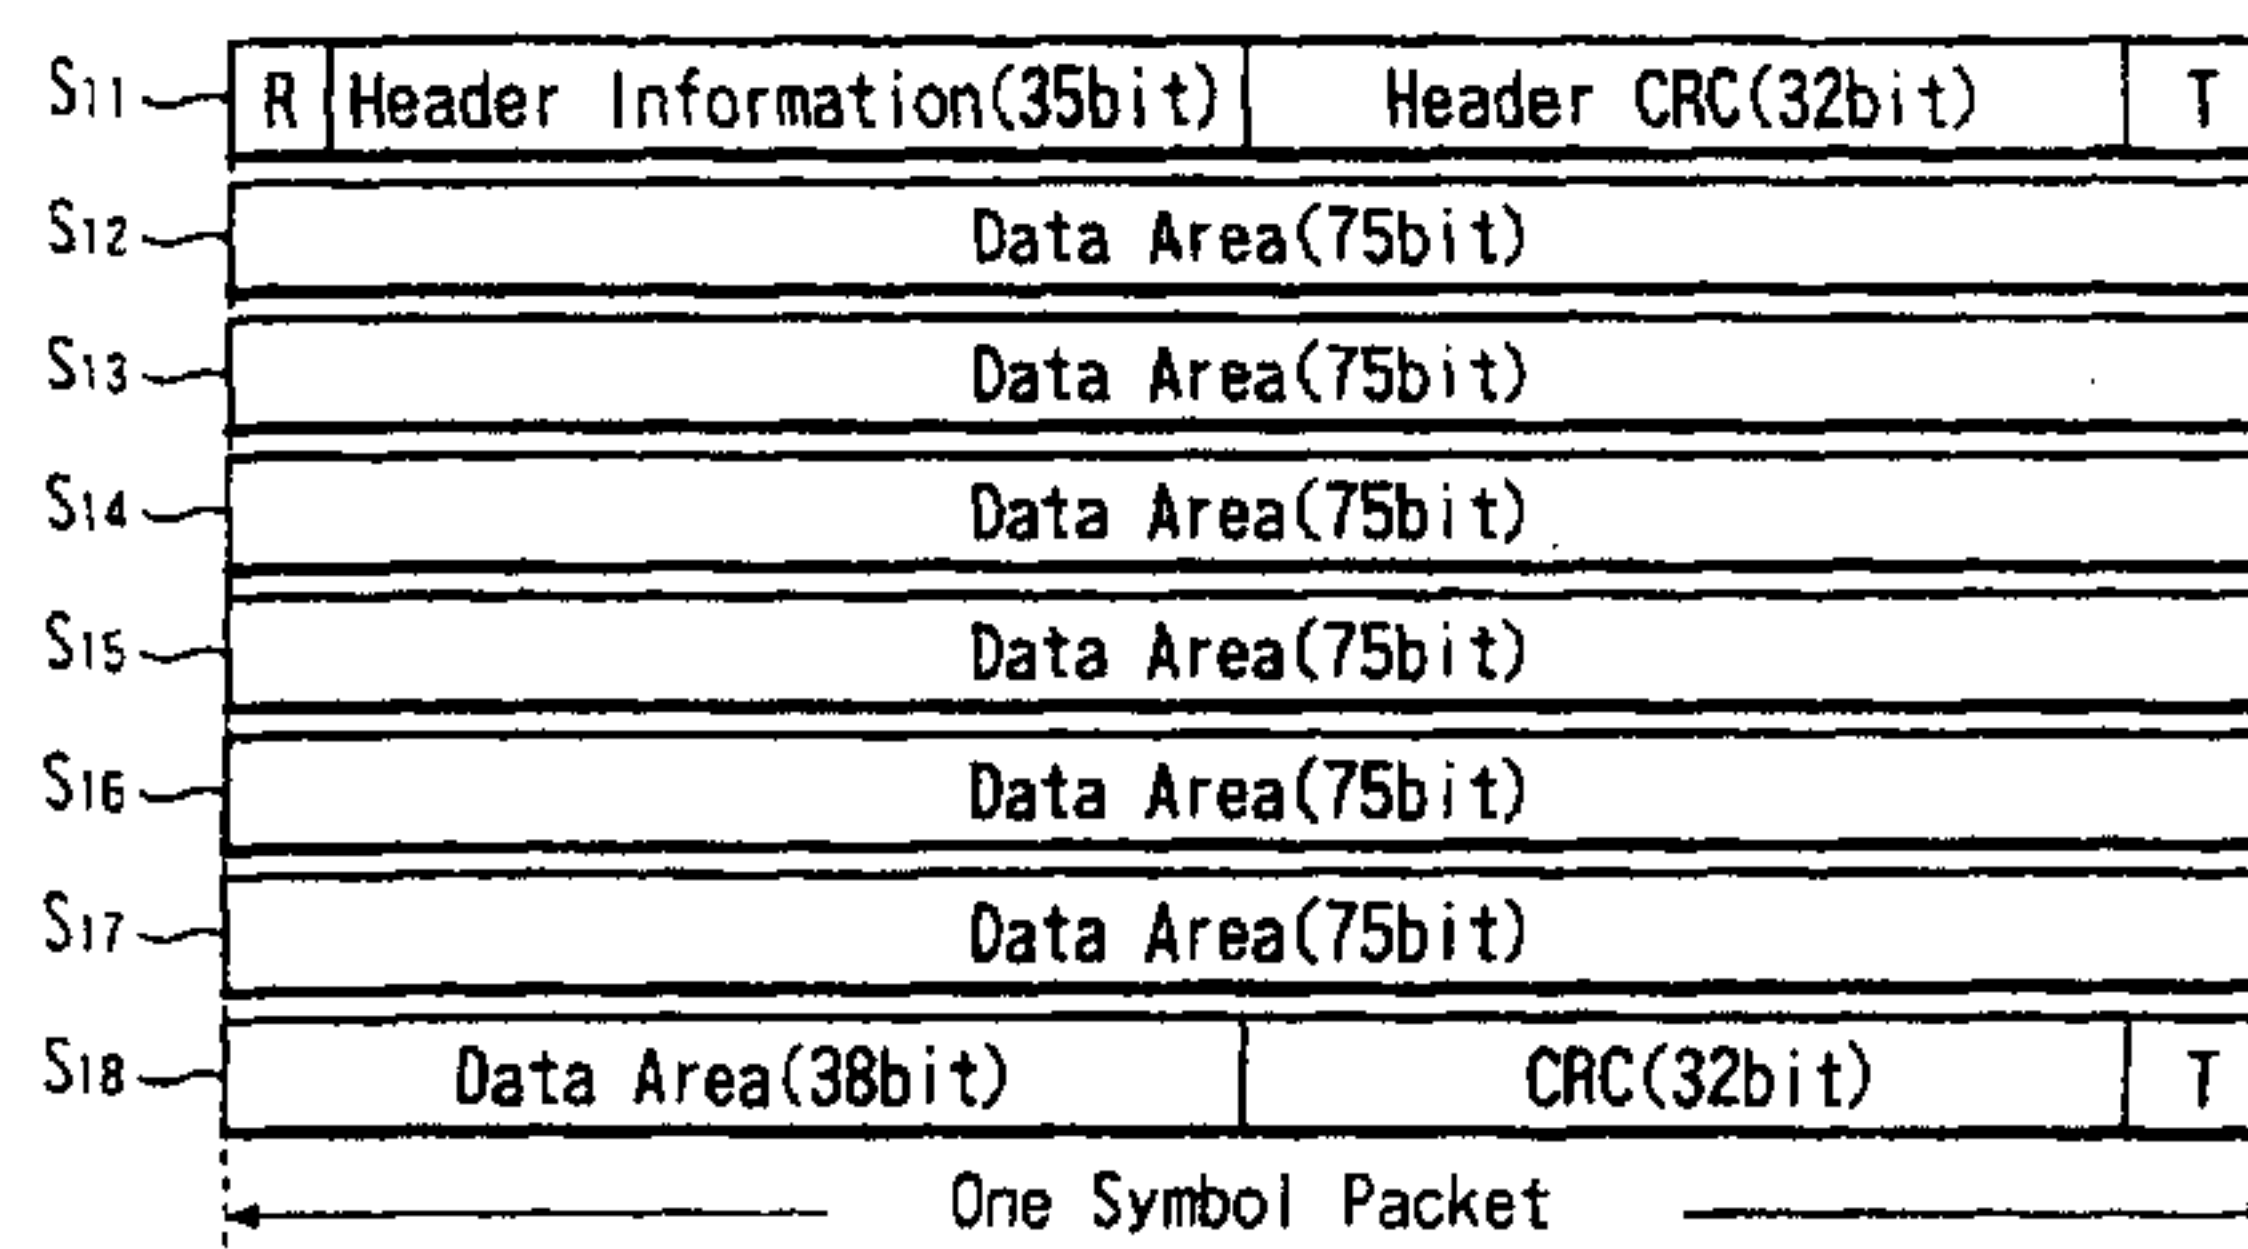 S11 R Header Information(35bit) Header CRC(32bit) T
S12 Data Area(75bit)
S13 Data Area(75bit)
S14 Data Area(75bit)
S15 Data Area(75bit)
S16 Data Area(75bit)
S17 Data Area(75bit)
S18 Data Area(38bit) CRC(32bit) T
One Symbol Packet